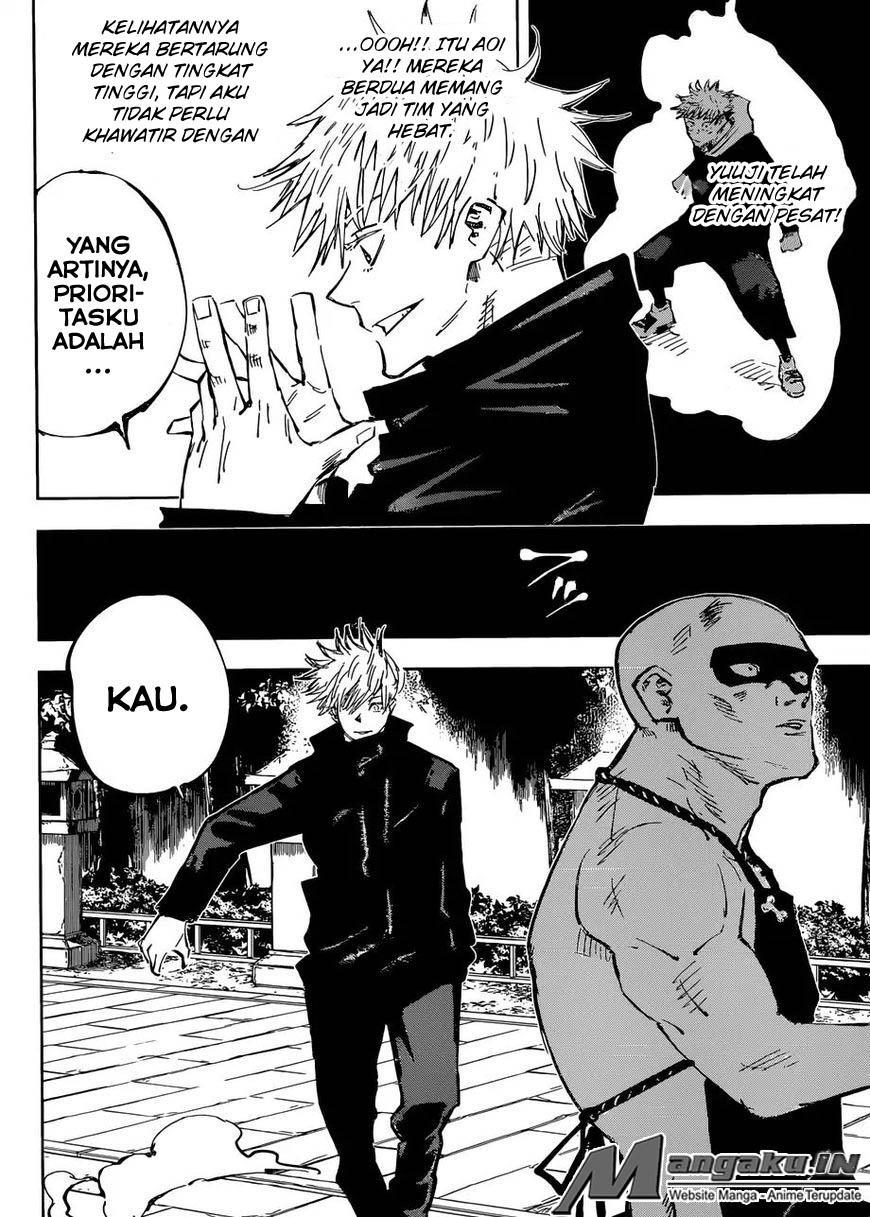 YUUJI TELAH
MENINGKAT
DENGAN PESAT!
...OOOH!! ITU AOI
YA!! MEREKA
BERDUA MEMANG
JADI TIM YANG
HEBAT.
KELIHATANNYA
MEREKA BERTARUNG
DENGAN TINGKAT
TINGGI, TAPI AKU
TIDAK PERLU
KHAWATIR DENGAN
YANG
ARTINYA,
PRIORI-
TASKU
ADALAH
...
ブッ
KAU.
Mangaku.IN
Website Manga - Anime Terupdate